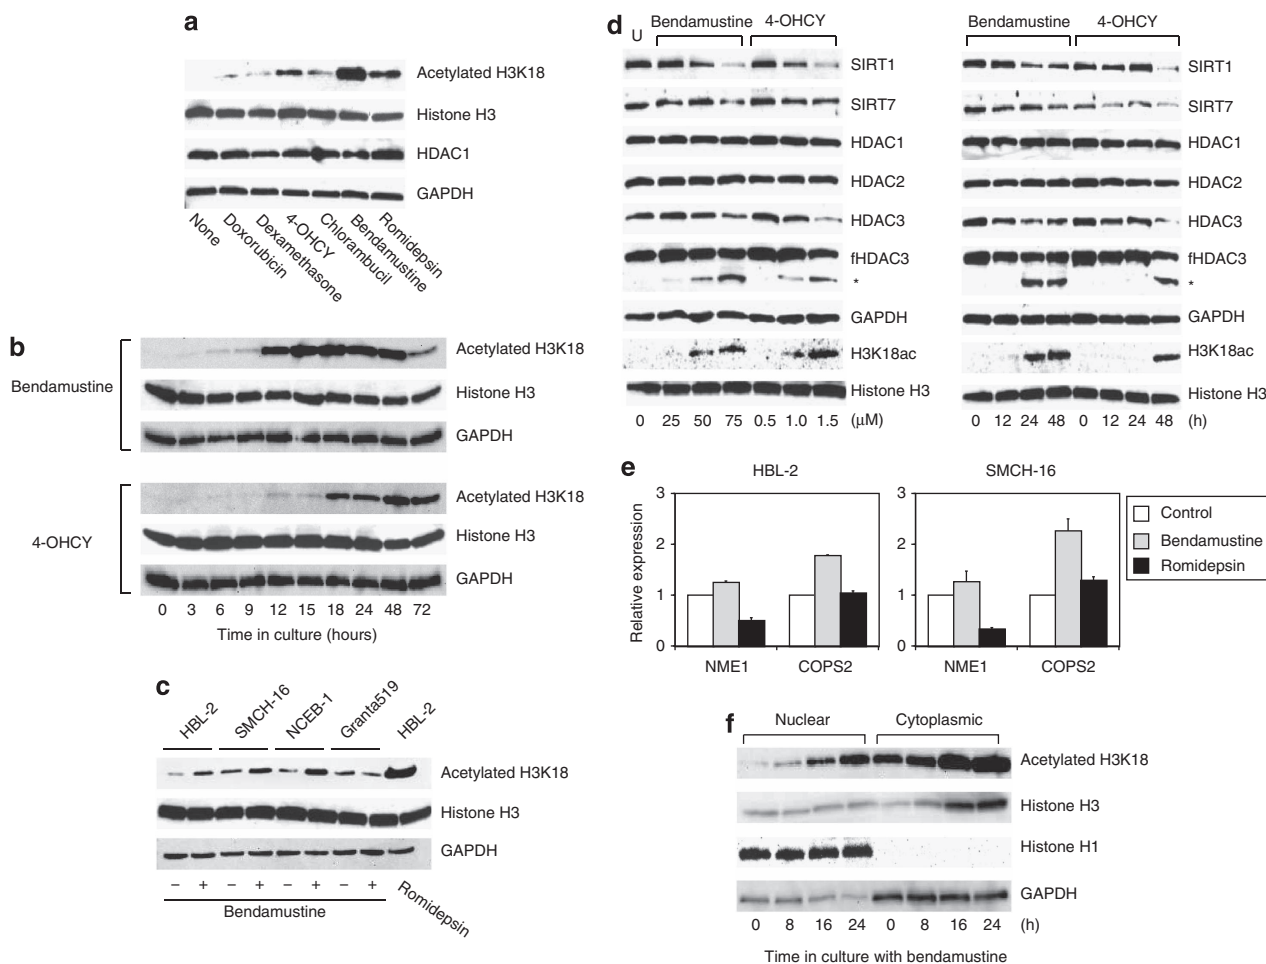 a
Acetylated H3K18
Histone H3
HDAC1
GAPDH
None
Doxorubicin
Dexamethasone
4-OHCY
Chlorambucil
Bendamustine
Romidepsin
b
Bendamustine
Acetylated H3K18
Histone H3
GAPDH
4-OHCY
Acetylated H3K18
Histone H3
GAPDH
0 3 6 9 12 15 18 24 48 72
Time in culture (hours)
c
HBL-2 SMCH-16 NCEB-1 Granta519 HBL-2
Acetylated H3K18
Histone H3
GAPDH
– + – + – + – +
Bendamustine
Romidepsin
d
U Bendamustine 4-OHCY
SIRT1
SIRT7
HDAC1
HDAC2
HDAC3
fHDAC3
*
GAPDH
H3K18ac
Histone H3
0 25 50 75 0.5 1.0 1.5 (µM)
Bendamustine 4-OHCY
SIRT1
SIRT7
HDAC1
HDAC2
HDAC3
fHDAC3
*
GAPDH
H3K18ac
Histone H3
0 12 24 48 0 12 24 48 (h)
e
HBL-2
SMCH-16
Relative expression
3
2
1
0
NME1 COPS2
3
2
1
0
NME1 COPS2
Control
Bendamustine
Romidepsin
f
Nuclear Cytoplasmic
Acetylated H3K18
Histone H3
Histone H1
GAPDH
0 8 16 24 0 8 16 24 (h)
Time in culture with bendamustine